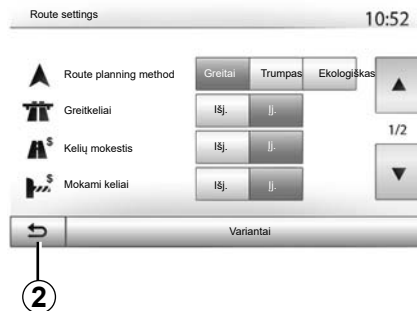 Route settings 10:52
Route planning method Greitai Trumpas Ekologiškas
Greitkeliai Išj. Įj.
1/2
Kelių mokestis Išj. Įj.
Mokami keliai Išj. Įj.
Variantai
2